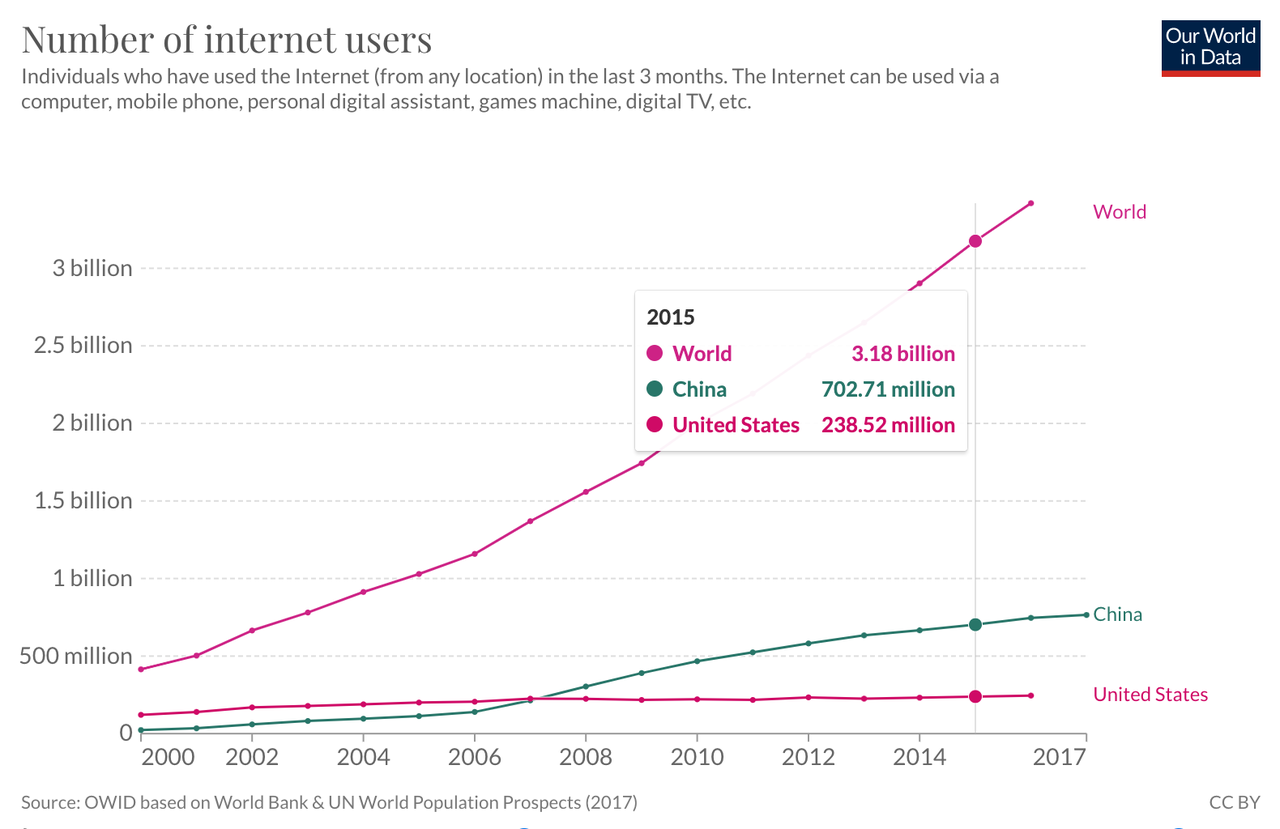 Number of internet users
Our World
in Data
Individuals who have used the Internet (from any location) in the last 3 months. The Internet can be used via a
computer, mobile phone, personal digital assistant, games machine, digital TV, etc.
World
3 billion
2.5 billion
2 billion
1.5 billion
1 billion
500 million
0
2015
World 3.18 billion
China 702.71 million
United States 238.52 million
China
United States
2000 2002 2004 2006 2008 2010 2012 2014 2017
Source: OWID based on World Bank & UN World Population Prospects (2017)
CC BY